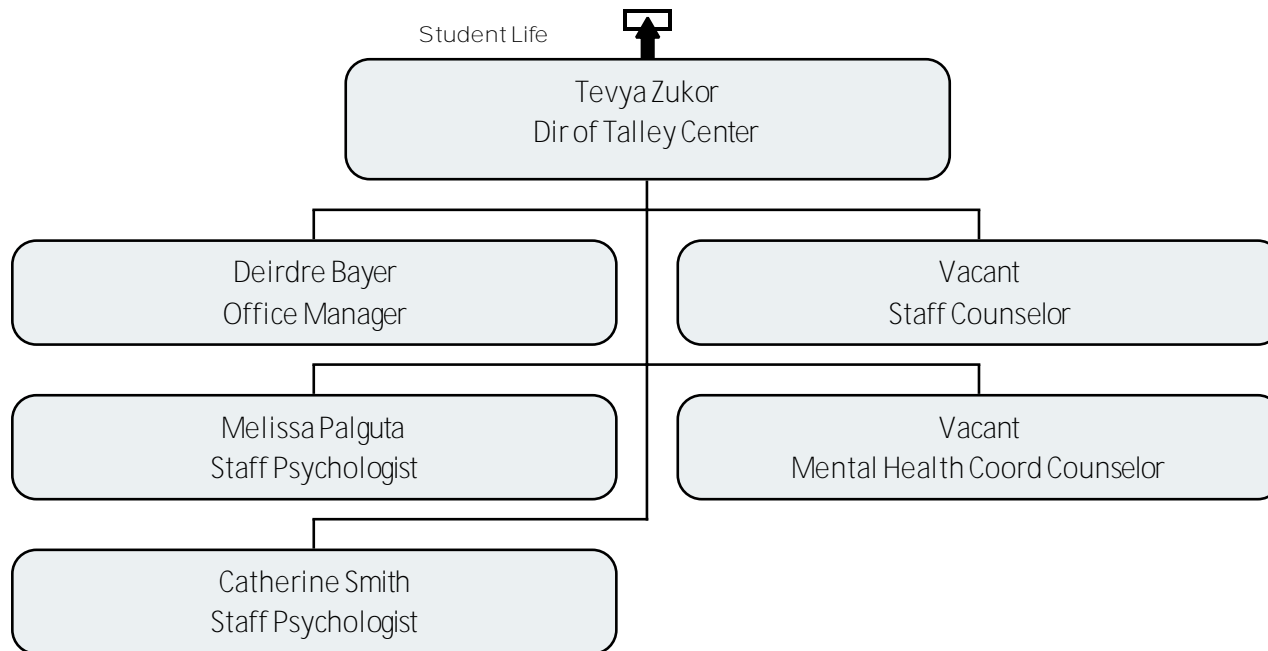 Student Life
Tevya Zukor
Dir of Talley Center
Deirdre Bayer
Office Manager
Vacant
Staff Counselor
Melissa Palguta
Staff Psychologist
Vacant
Mental Health Coord Counselor
Catherine Smith
Staff Psychologist